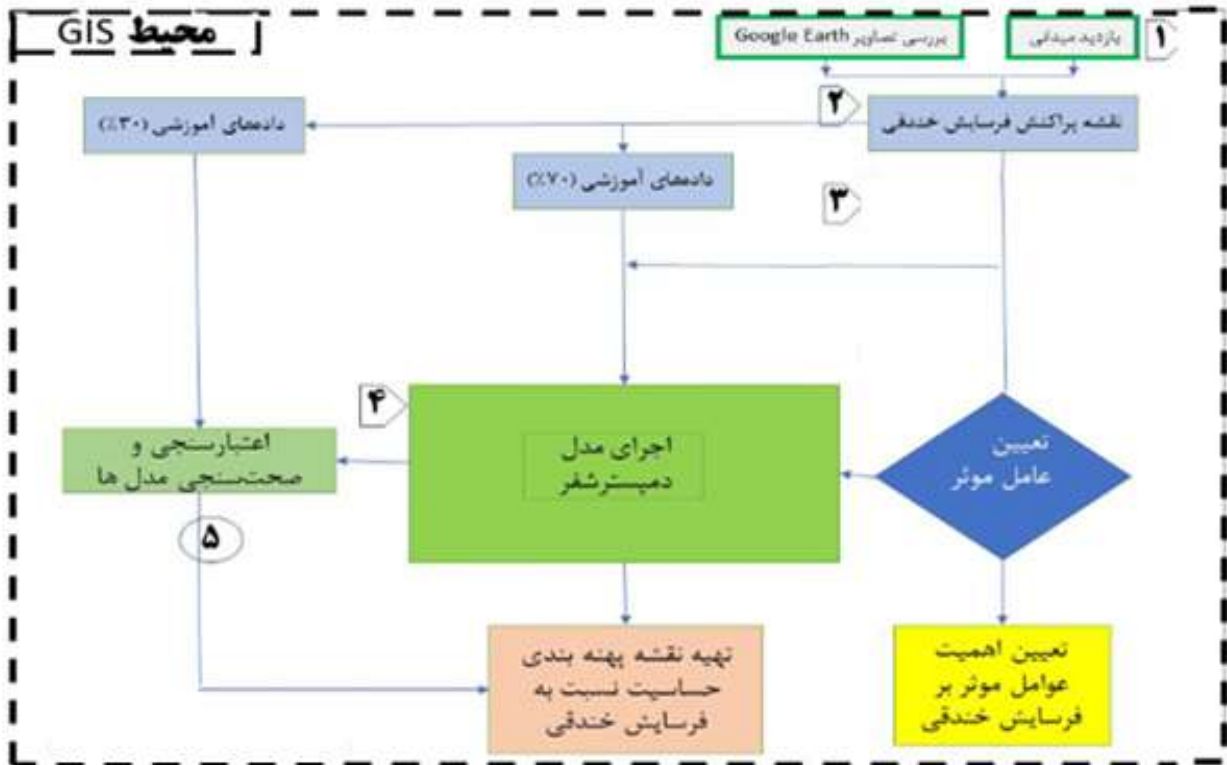 محیط GIS
۱
بازدید میدانی
بررسی تصاویر Google Earth
۲
نقشه پراکنش فرسایش خندقی
داده‌های آموزشی (۳۰٪)
داده‌های آموزشی (۷۰٪)
۳
۴
تعیین
عامل موثر
اجرای مدل
دمپسترشفر
اعتبارسنجی و
صحت‌سنجی مدل ها
۵
تعیین اهمیت
عوامل موثر بر
فرسایش خندقی
تهیه نقشه پهنه بندی
حساسیت نسبت به
فرسایش خندقی